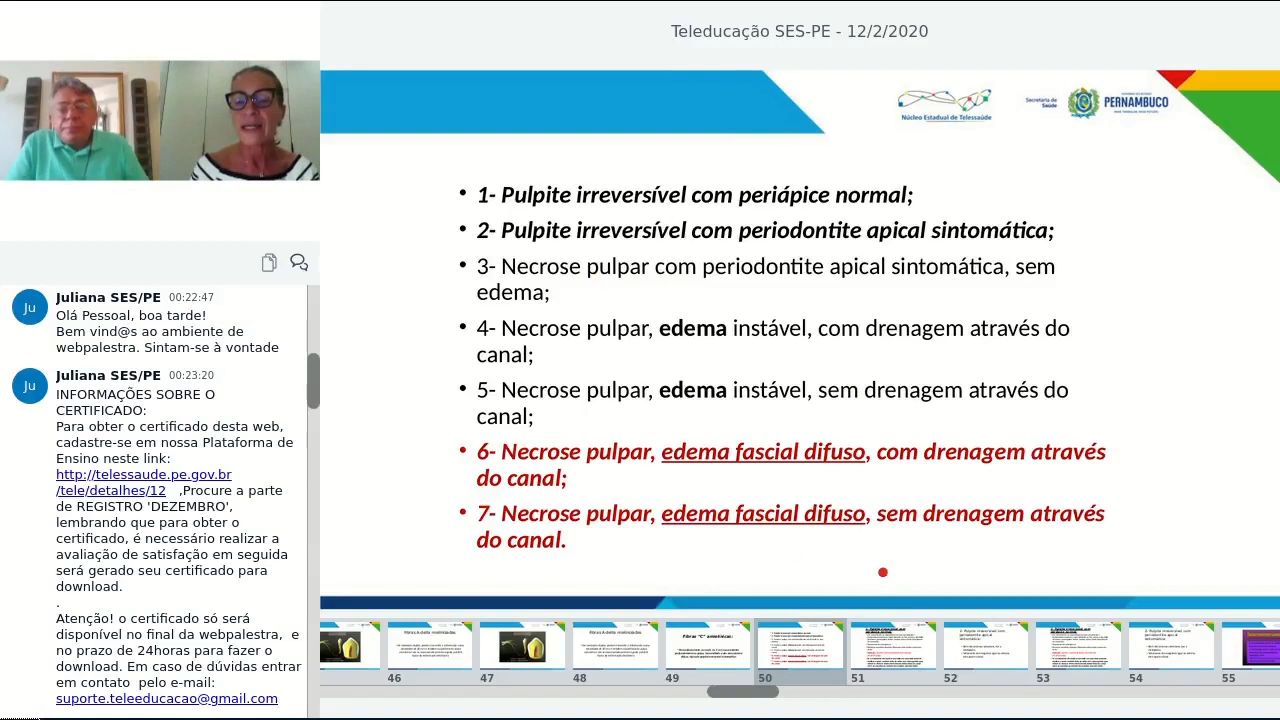 Teleducação SES-PE - 12/2/2020
Núcleo Estadual de Telessaúde
Secretaria de
Saúde
PERNAMBUCO
• 1- Pulpite irreversível com periápice normal;
• 2- Pulpite irreversível com periodontite apical sintomática;
• 3- Necrose pulpar com periodontite apical sintomática, sem
edema;
• 4- Necrose pulpar, edema instável, com drenagem através do
canal;
• 5- Necrose pulpar, edema instável, sem drenagem através do
canal;
• 6- Necrose pulpar, edema fascial difuso, com drenagem através
do canal;
• 7- Necrose pulpar, edema fascial difuso, sem drenagem através
do canal.
Ju
Juliana SES/PE 00:22:47
Olá Pessoal, boa tarde!
Bem vind@s ao ambiente de
webpalestra. Sintam-se à vontade
Ju
Juliana SES/PE 00:23:20
INFORMAÇÕES SOBRE O
CERTIFICADO:
Para obter o certificado desta web,
cadastre-se em nossa Plataforma de
Ensino neste link:
http://telessaude.pe.gov.br
/tele/detalhes/12 ,Procure a parte
de REGISTRO 'DEZEMBRO',
lembrando que para obter o
certificado, é necessário realizar a
avaliação de satisfação em seguida
será gerado seu certificado para
download.
.
Atenção! o certificado só será
disponível no final da webpalestra, e
no prazo de 2 semanas para fazer
download. Em caso de dúvidas entrar
em contato pelo e-mail:
suporte.teleeducacao@gmail.com
Fibras "C" amielínicas:
46
47
48
49
50
51
52
53
54
55